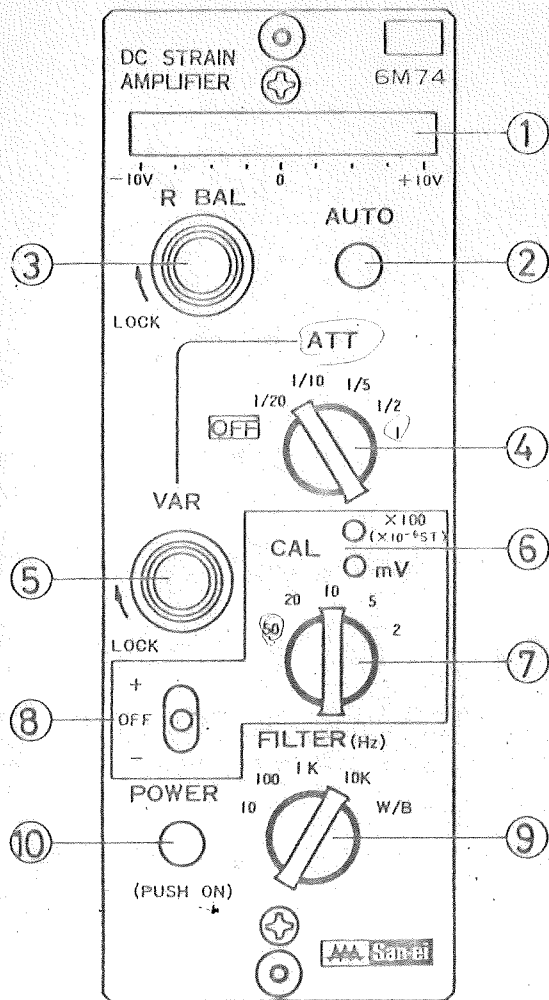 DC STRAIN
AMPLIFIER
6M74
①
-10V 0 +10V
R BAL
AUTO
③
②
LOCK
ATT
1/20 1/10 1/5 1/2 1
OFF
④
VAR
×100
(×10⁻⁶ST)
CAL
⑥
mV
⑤
50 20 10 5 2
LOCK
⑦
+
⑧
OFF
-
FILTER(Hz)
POWER
10 100 1K 10K W/B
⑩
⑨
(PUSH ON)
San-ei